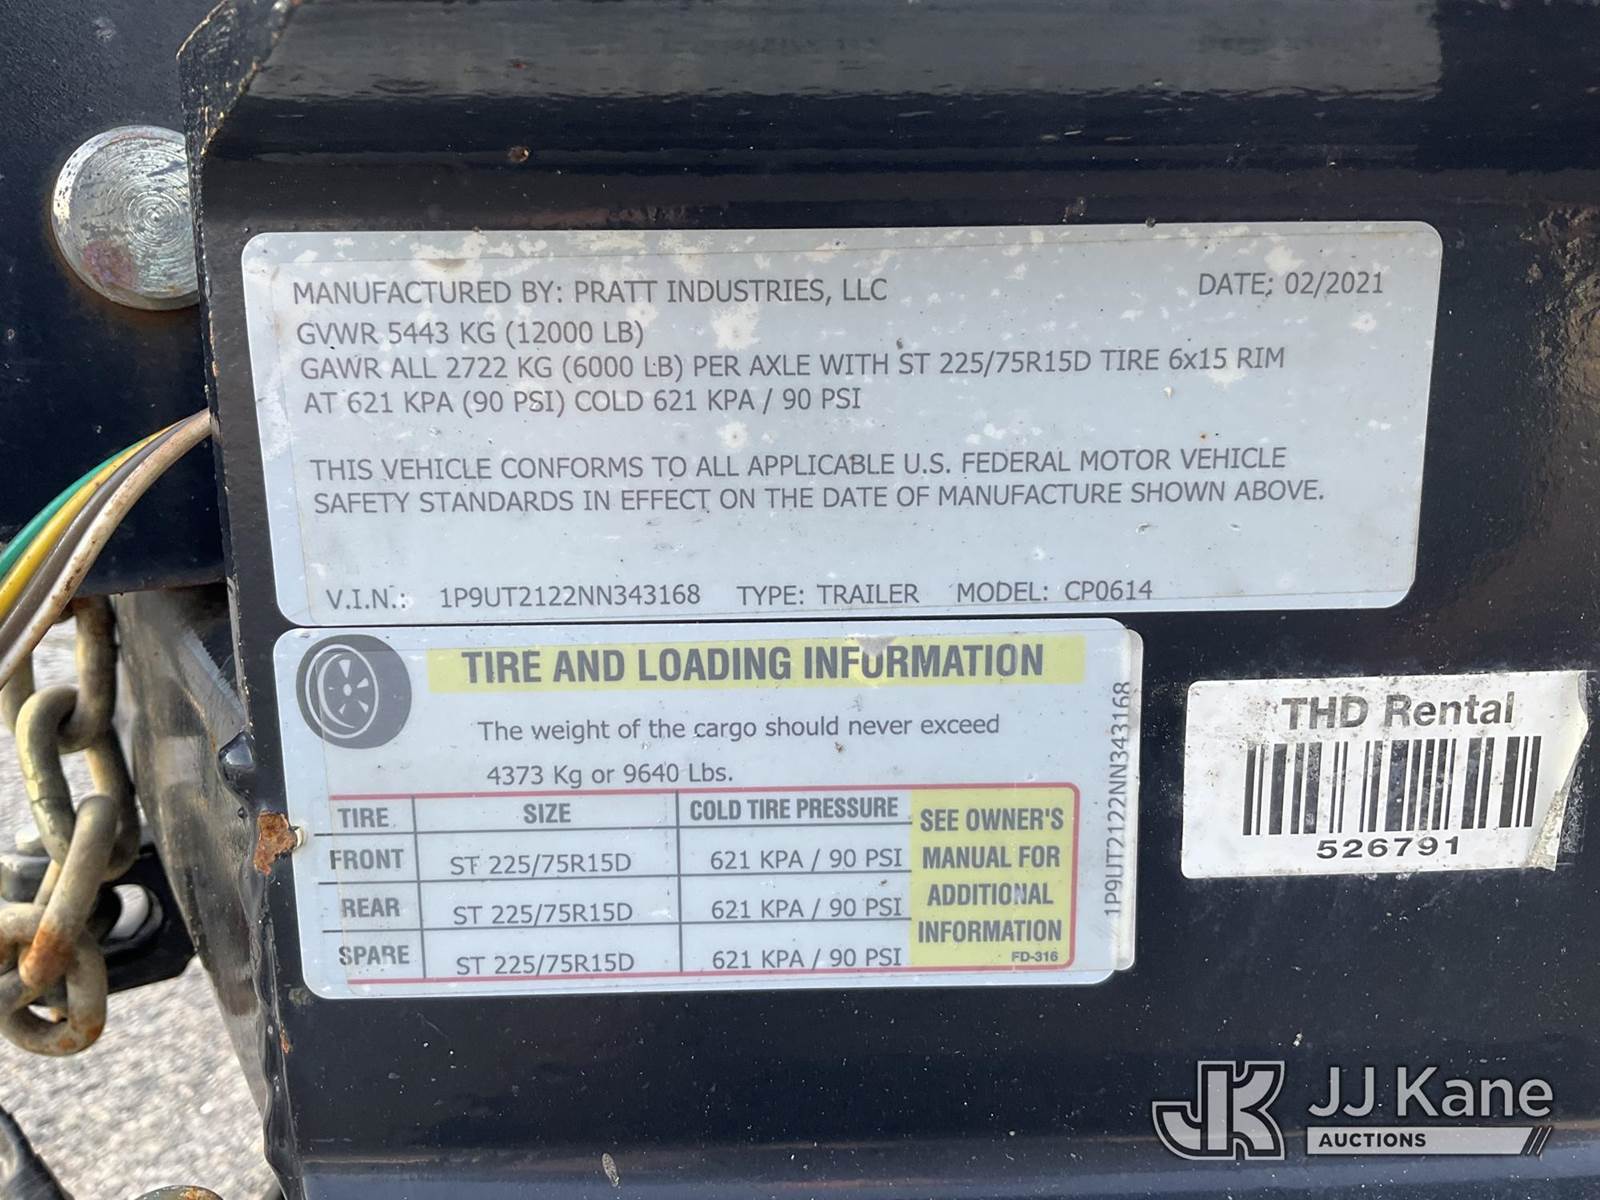 MANUFACTURED BY: PRATT INDUSTRIES, LLC DATE: 02/2021
GVWR 5443 KG (12000 LB)
GAWR ALL 2722 KG (6000 LB) PER AXLE WITH ST 225/75R15D TIRE 6x15 RIM
AT 621 KPA (90 PSI) COLD 621 KPA / 90 PSI
THIS VEHICLE CONFORMS TO ALL APPLICABLE U.S. FEDERAL MOTOR VEHICLE
SAFETY STANDARDS IN EFFECT ON THE DATE OF MANUFACTURE SHOWN ABOVE.
V.I.N.: 1P9UT2122NN343168 TYPE: TRAILER MODEL: CP0614
TIRE AND LOADING INFORMATION
The weight of the cargo should never exceed
4373 Kg or 9640 Lbs.
TIRE SIZE COLD TIRE PRESSURE
FRONT ST 225/75R15D 621 KPA / 90 PSI
REAR ST 225/75R15D 621 KPA / 90 PSI
SPARE ST 225/75R15D 621 KPA / 90 PSI
SEE OWNER'S
MANUAL FOR
ADDITIONAL
INFORMATION
FD-316
1P9UT2122NN343168
THD Rental
526791
JK JJ Kane
AUCTIONS